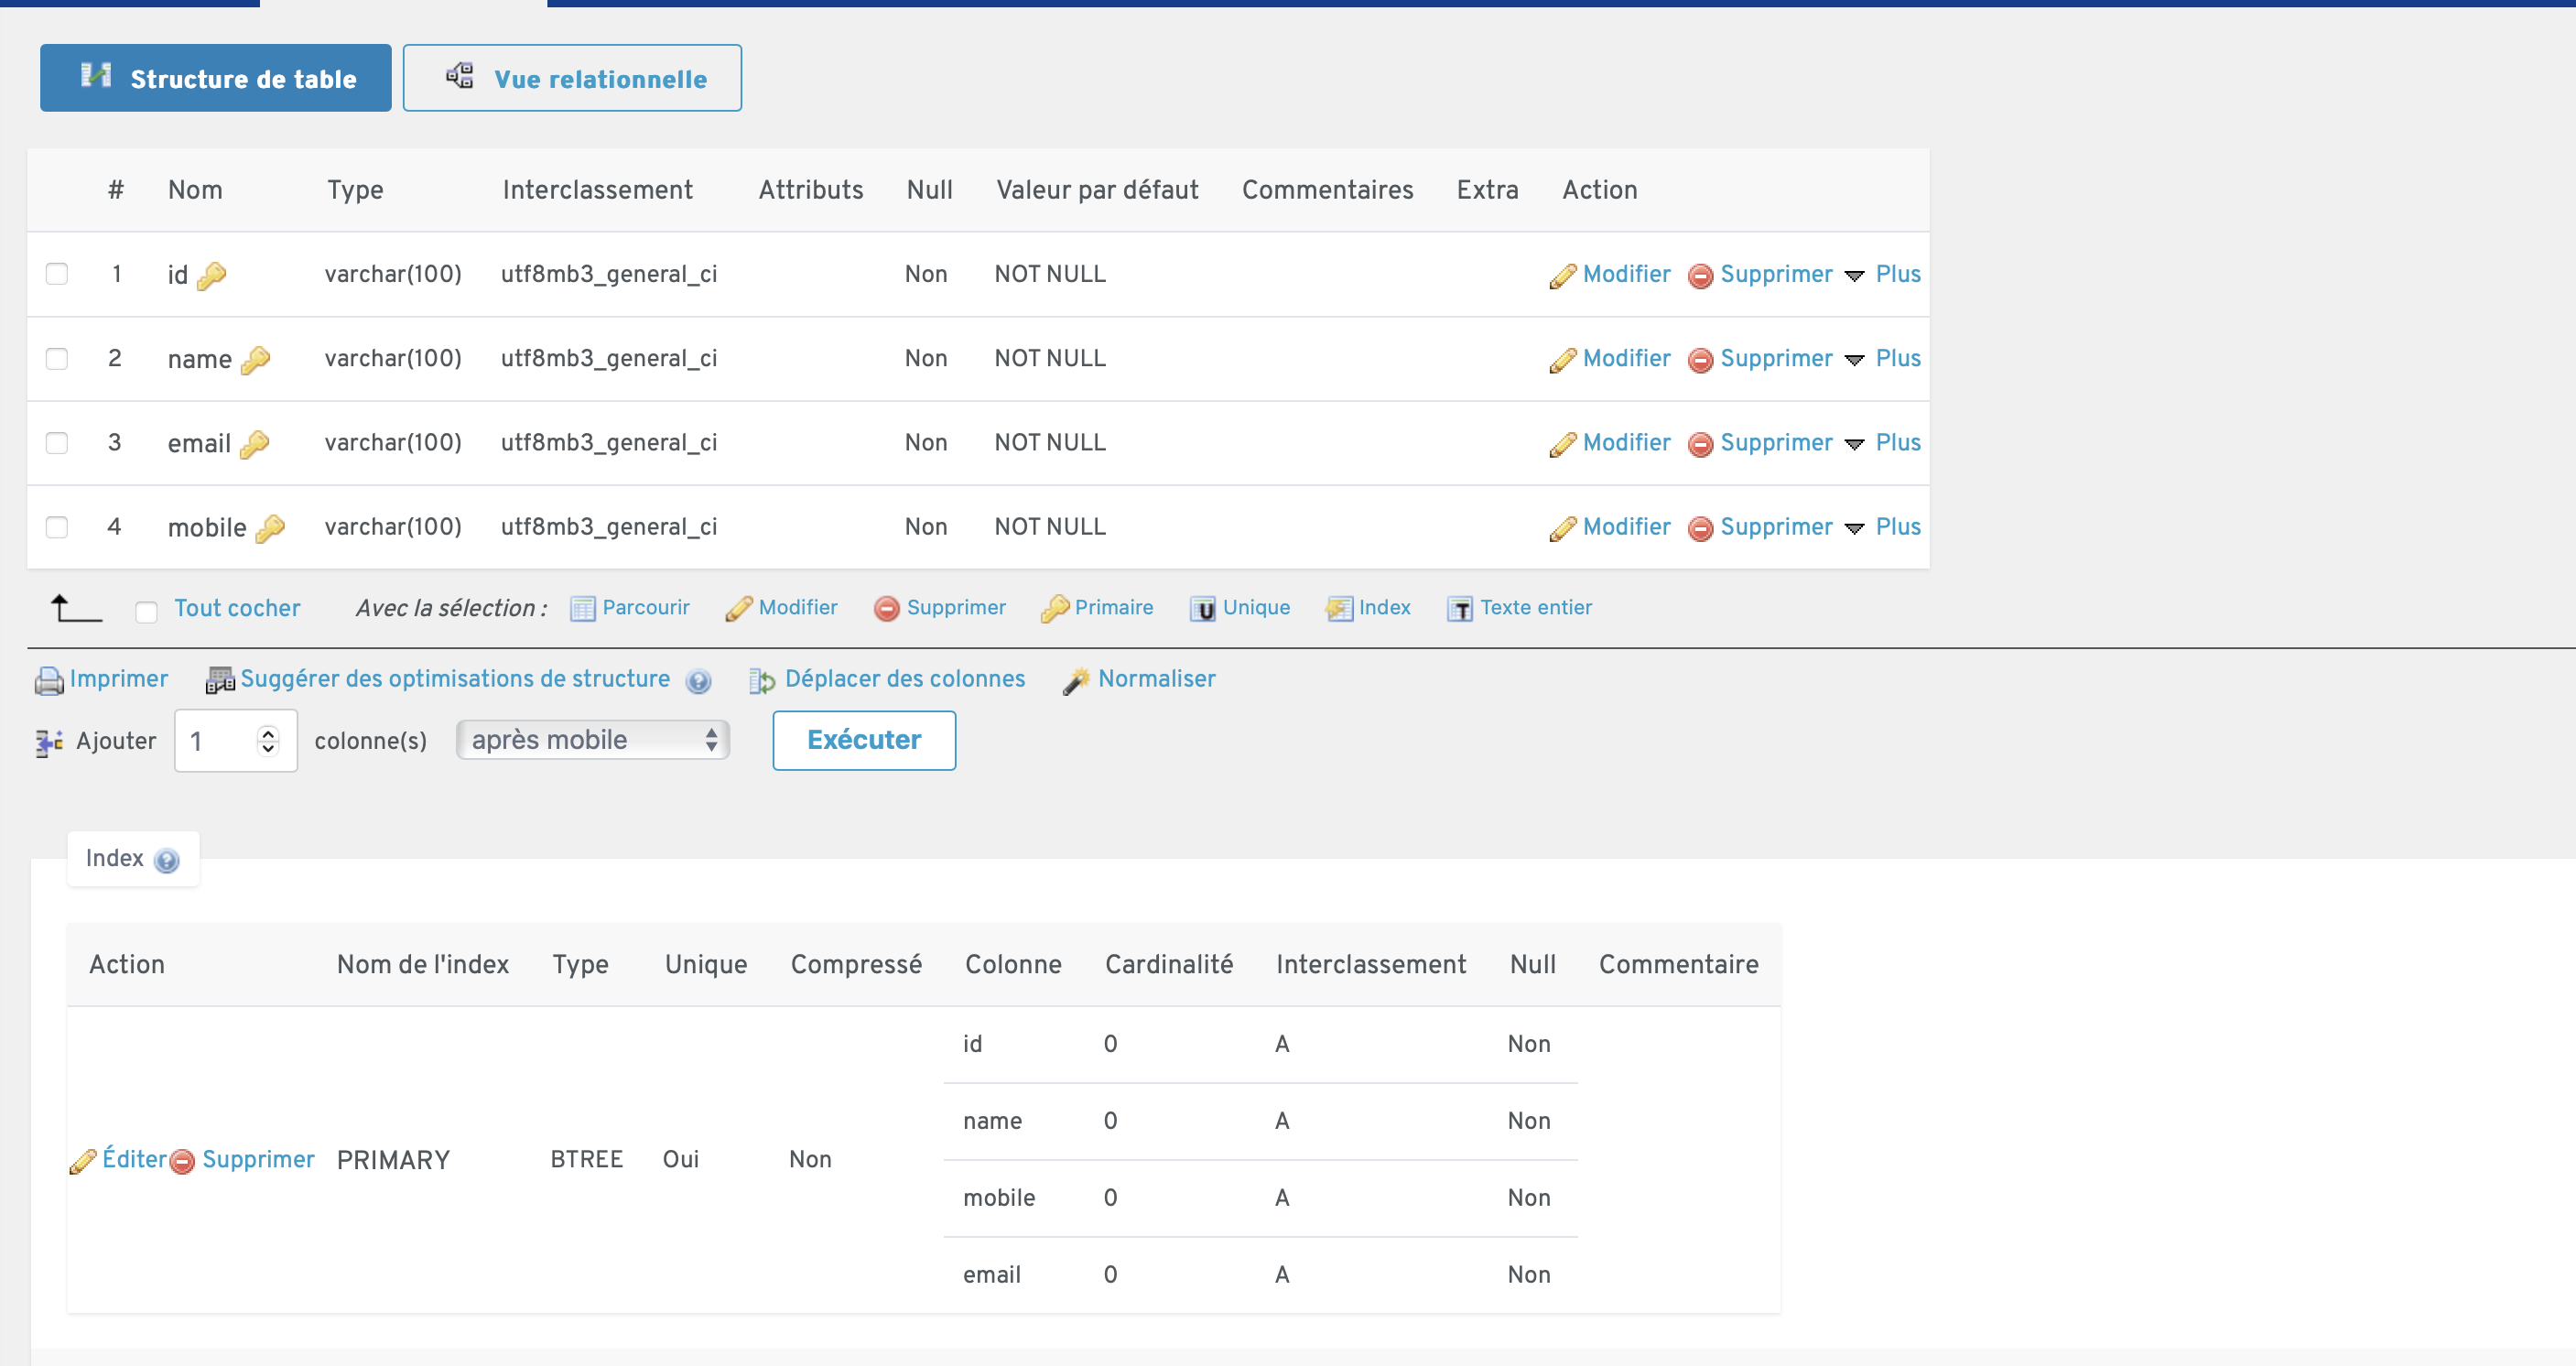 Structure de table Vue relationnelle
# Nom Type Interclassement Attributs Null Valeur par défaut Commentaires Extra Action
1 id varchar(100) utf8mb3_general_ci Non NOT NULL Modifier Supprimer Plus
2 name varchar(100) utf8mb3_general_ci Non NOT NULL Modifier Supprimer Plus
3 email varchar(100) utf8mb3_general_ci Non NOT NULL Modifier Supprimer Plus
4 mobile varchar(100) utf8mb3_general_ci Non NOT NULL Modifier Supprimer Plus
Tout cocher Avec la sélection : Parcourir Modifier Supprimer Primaire U Unique Index T Texte entier
Imprimer Suggérer des optimisations de structure ? Déplacer des colonnes Normaliser
Ajouter 1 colonne(s) après mobile Exécuter
Index ?
Action Nom de l'index Type Unique Compressé Colonne Cardinalité Interclassement Null Commentaire
id 0 A Non
name 0 A Non
Éditer Supprimer PRIMARY BTREE Oui Non
mobile 0 A Non
email 0 A Non